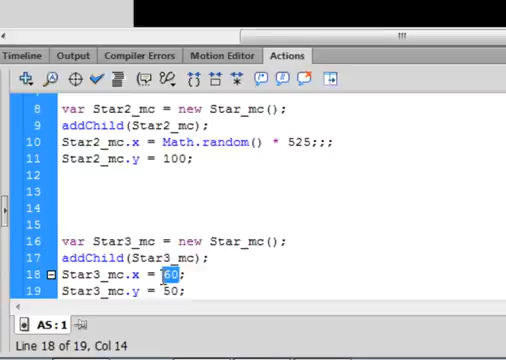 Timeline Output Compiler Errors Motion Editor Actions
8 var Star2_mc = new Star_mc();
9 addChild(Star2_mc);
10 Star2_mc.x = Math.random() * 525;;;
11 Star2_mc.y = 100;
12
13
14
15
16 var Star3_mc = new Star_mc();
17 addChild(Star3_mc);
18 Star3_mc.x = 60;
19 Star3_mc.y = 50;
AS:1
Line 18 of 19, Col 14